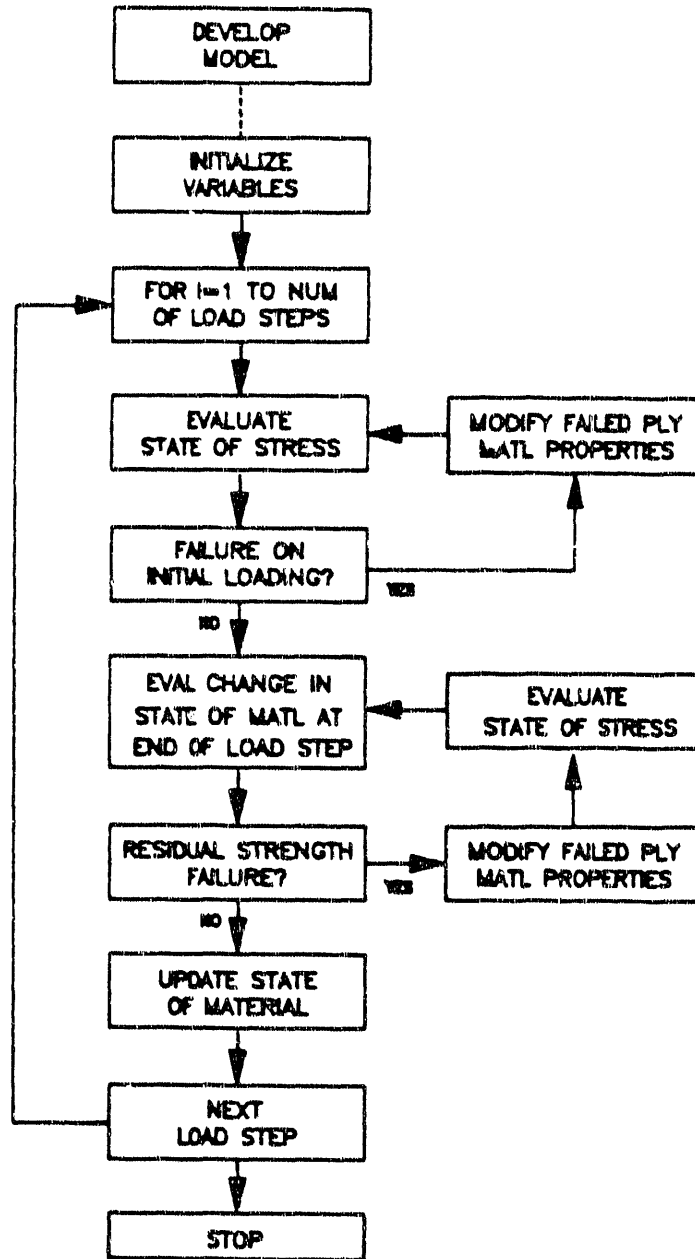 DEVELOP
MODEL
INITIALIZE
VARIABLES
FOR I=1 TO NUM
OF LOAD STEPS
EVALUATE
STATE OF STRESS
MODIFY FAILED PLY
MATL PROPERTIES
FAILURE ON
INITIAL LOADING?
YES
NO
EVAL CHANGE IN
STATE OF MATL AT
END OF LOAD STEP
EVALUATE
STATE OF STRESS
RESIDUAL STRENGTH
FAILURE?
YES
MODIFY FAILED PLY
MATL PROPERTIES
NO
UPDATE STATE
OF MATERIAL
NEXT
LOAD STEP
STOP